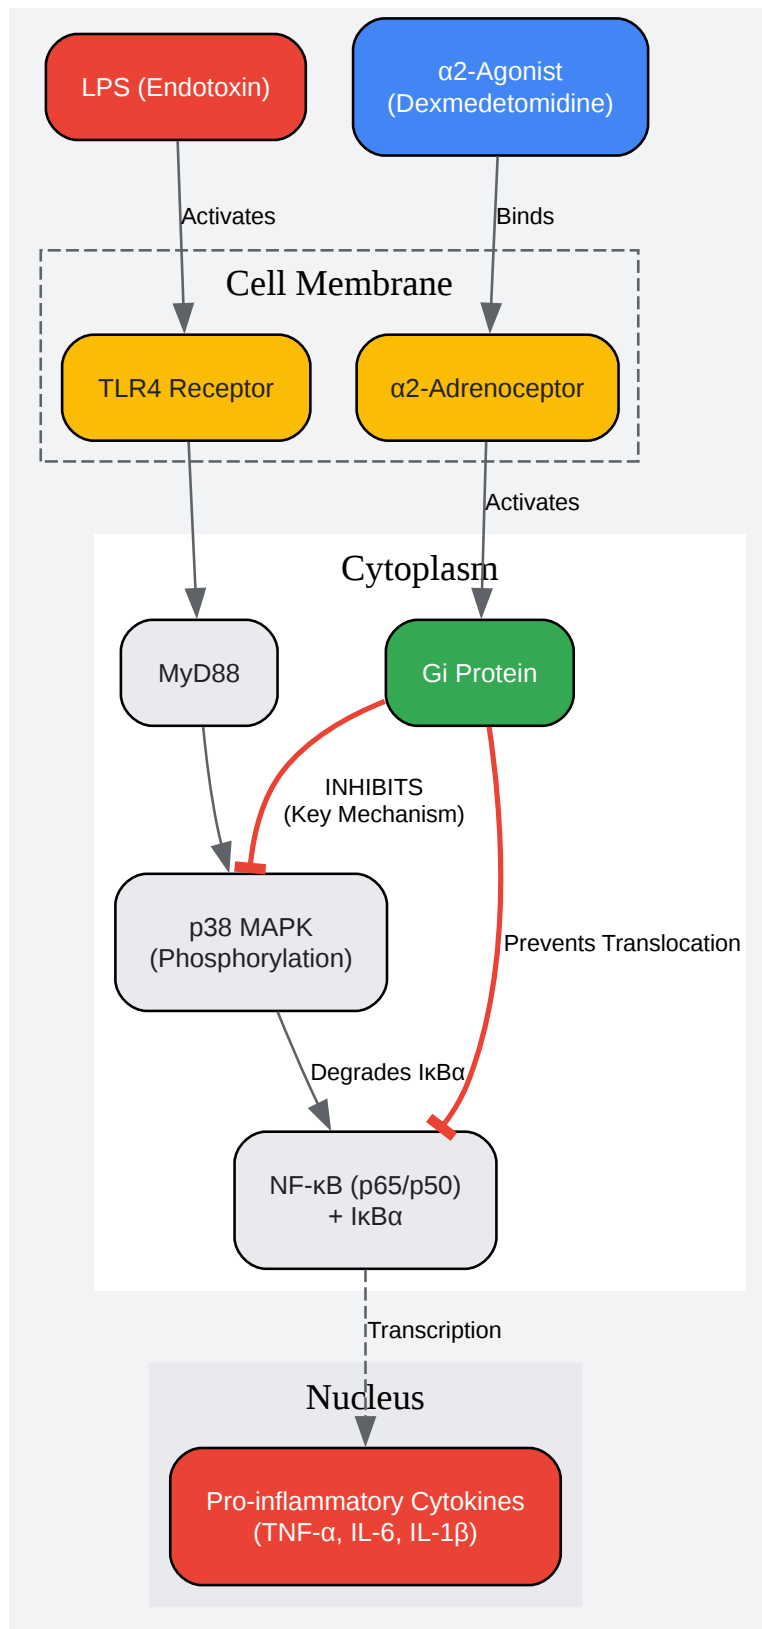 LPS (Endotoxin)
α2-Agonist
(Dexmedetomidine)
Activates
Binds
Cell Membrane
TLR4 Receptor
α2-Adrenoceptor
Activates
Cytoplasm
MyD88
Gi Protein
INHIBITS
(Key Mechanism)
p38 MAPK
(Phosphorylation)
Prevents Translocation
Degrades IκBα
NF-κB (p65/p50)
+ IκBα
Transcription
Nucleus
Pro-inflammatory Cytokines
(TNF-α, IL-6, IL-1β)